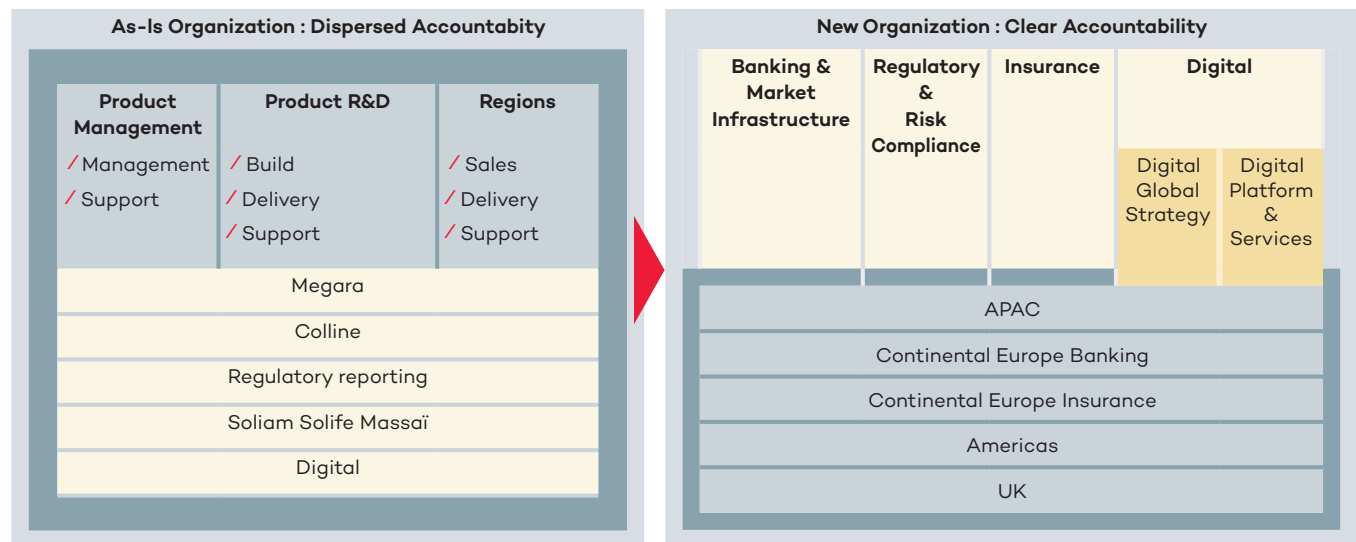 As-Is Organization : Dispersed Accountabity
Product
Management
/ Management
/ Support
Product R&D
/ Build
/ Delivery
/ Support
Regions
/ Sales
/ Delivery
/ Support
Megara
Colline
Regulatory reporting
Soliam Solife Massaï
Digital
New Organization : Clear Accountability
Banking &
Market
Infrastructure
Regulatory
&
Risk
Compliance
Insurance
Digital
Digital
Global
Strategy
Digital
Platform
&
Services
APAC
Continental Europe Banking
Continental Europe Insurance
Americas
UK